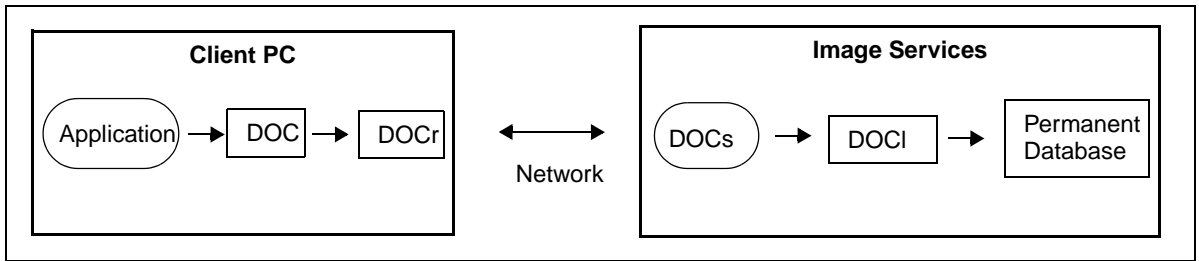 Client PC
Application
DOC
DOCr
Network
Image Services
DOCs
DOCl
Permanent
Database